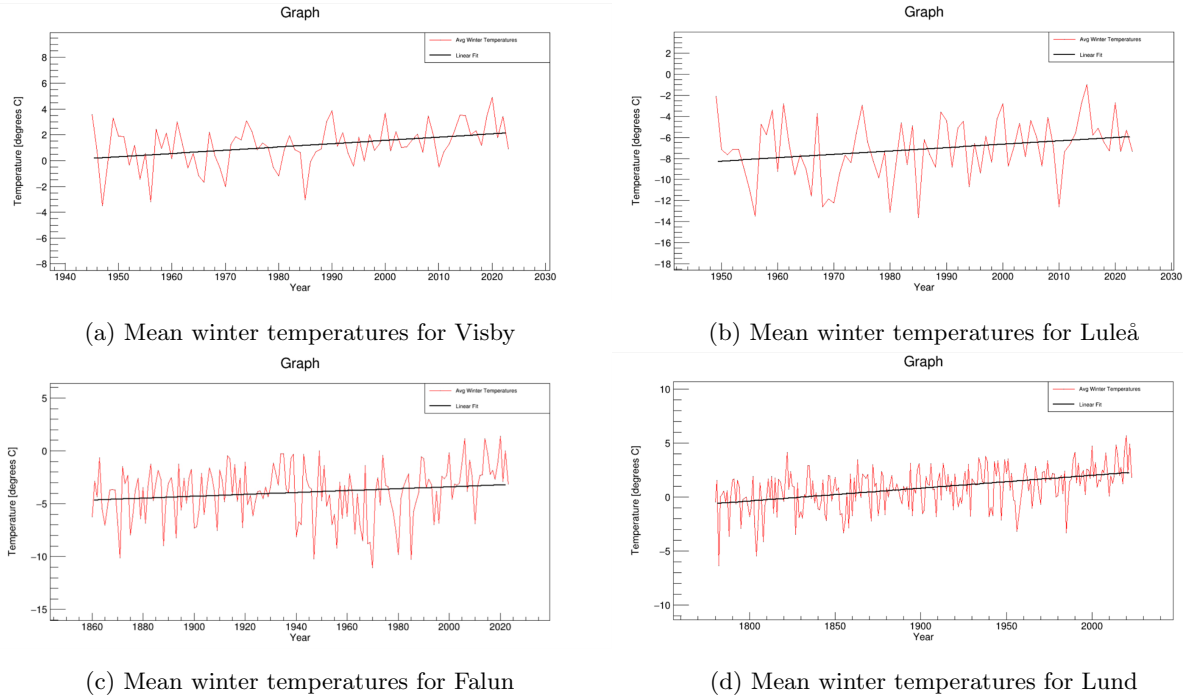 Graph
Avg Winter Temperatures
Linear Fit
Temperature [degrees C]
8
6
4
2
0
−2
−4
−6
−8
1940 1950 1960 1970 1980 1990 2000 2010 2020 2030
Year
(a) Mean winter temperatures for Visby
Graph
Avg Winter Temperatures
Linear Fit
Temperature [degrees C]
2
0
−2
−4
−6
−8
−10
−12
−14
−16
−18
1950 1960 1970 1980 1990 2000 2010 2020 2030
Year
(b) Mean winter temperatures for Luleå
Graph
Avg Winter Temperatures
Linear Fit
Temperature [degrees C]
5
0
−5
−10
−15
1860 1880 1900 1920 1940 1960 1980 2000 2020
Year
(c) Mean winter temperatures for Falun
Graph
Avg Winter Temperatures
Linear Fit
Temperature [degrees C]
10
5
0
−5
−10
1800 1850 1900 1950 2000
Year
(d) Mean winter temperatures for Lund